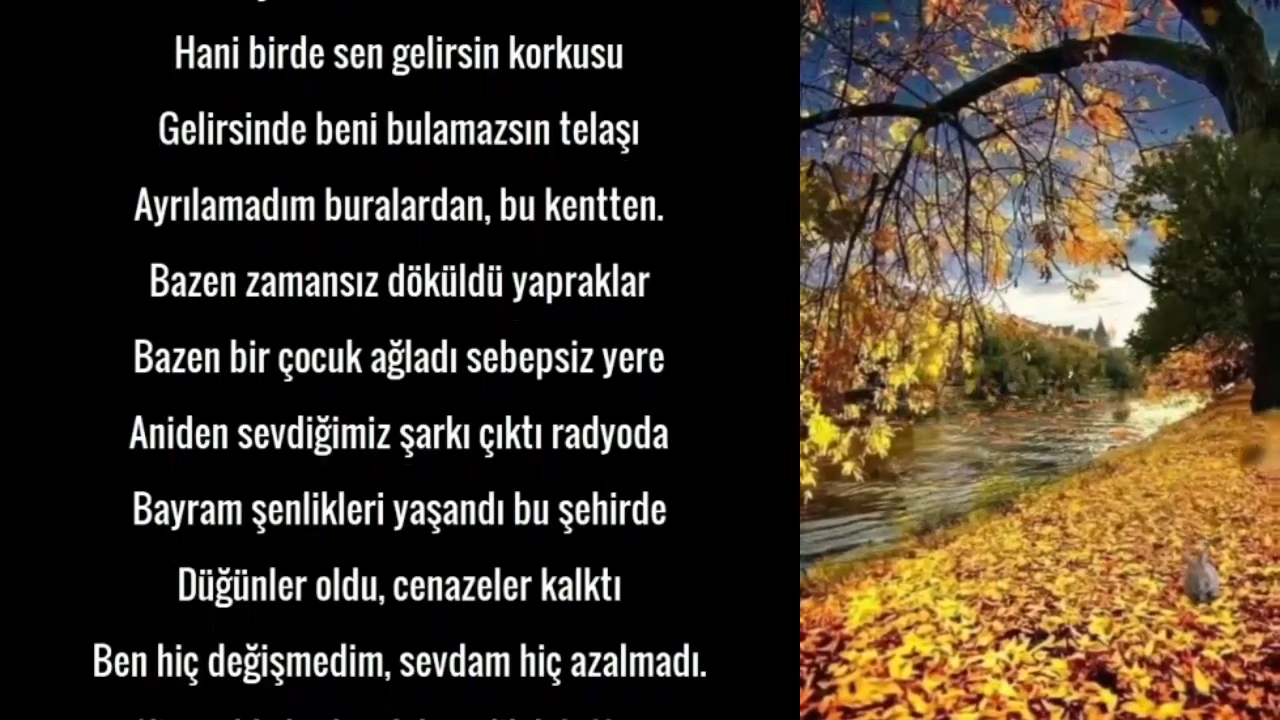 Hani birde sen gelirsin korkusu
Gelirsinde beni bulamazsın telaşı
Ayrılamadım buralardan, bu kentten.
Bazen zamansız döküldü yapraklar
Bazen bir çocuk ağladı sebepsiz yere
Aniden sevdiğimiz şarkı çıktı radyoda
Bayram şenlikleri yaşandı bu şehirde
Düğünler oldu, cenazeler kalktı
Ben hiç değişmedim, sevdam hiç azalmadı.